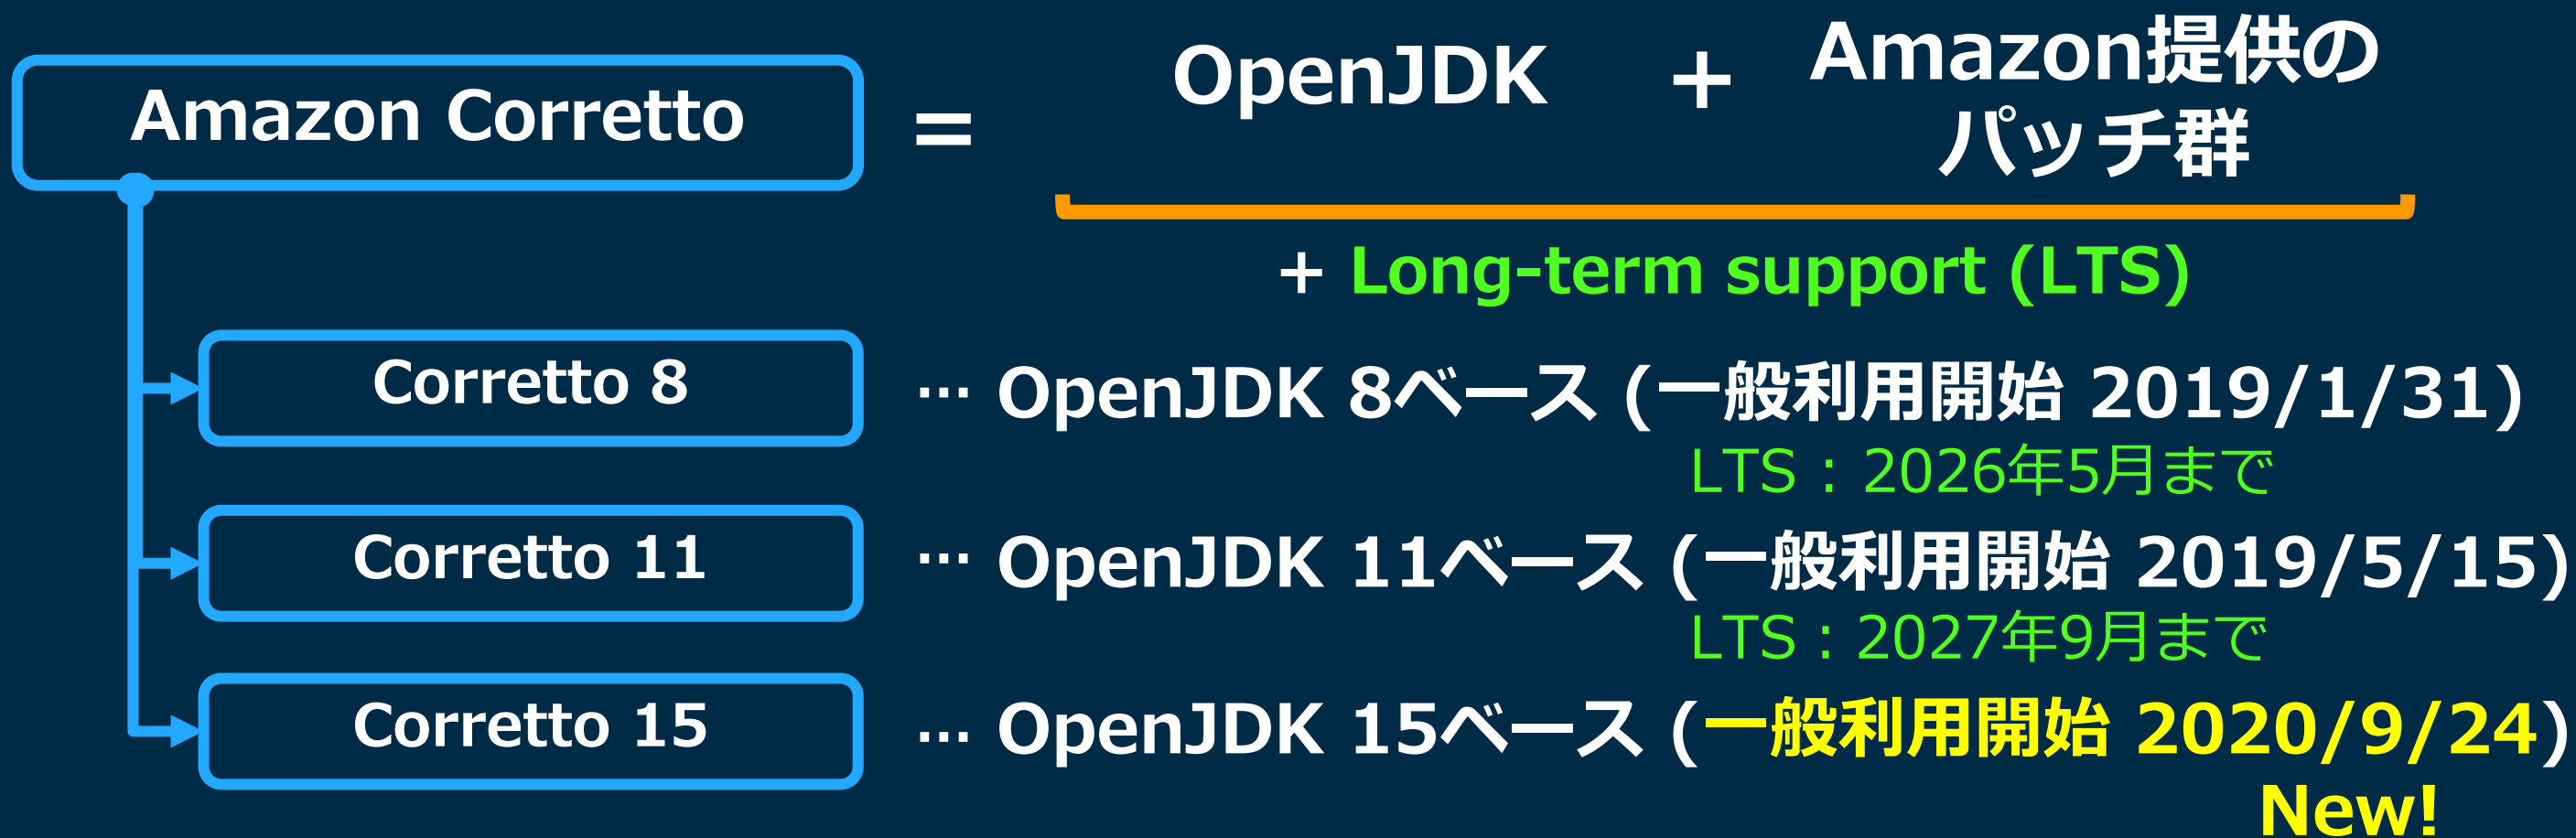 Amazon Corretto
=
OpenJDK + Amazon提供の
パッチ群
+ Long-term support (LTS)
Corretto 8
… OpenJDK 8ベース (一般利用開始 2019/1/31)
LTS : 2026年5月まで
Corretto 11
… OpenJDK 11ベース (一般利用開始 2019/5/15)
LTS : 2027年9月まで
Corretto 15
… OpenJDK 15ベース (一般利用開始 2020/9/24)
New!